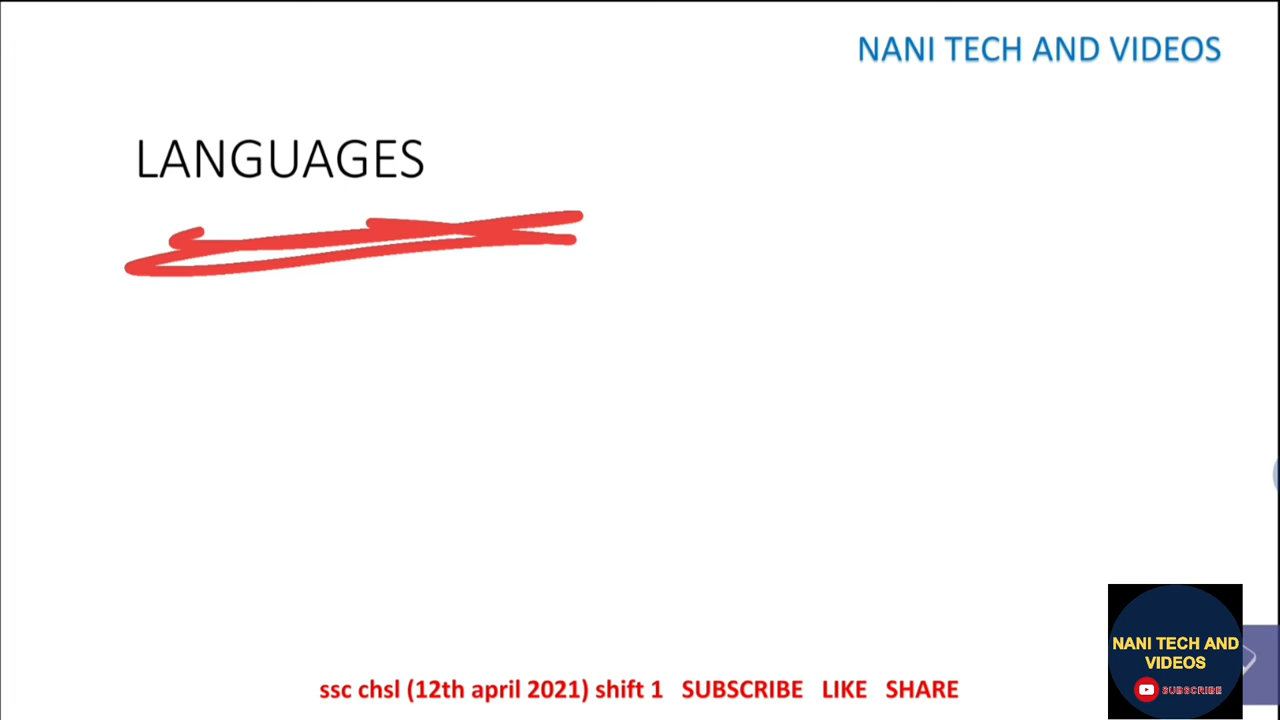 NANI TECH AND VIDEOS
LANGUAGES
NANI TECH AND
VIDEOS
SUBSCRIBE
ssc chsl (12th april 2021) shift 1 SUBSCRIBE LIKE SHARE